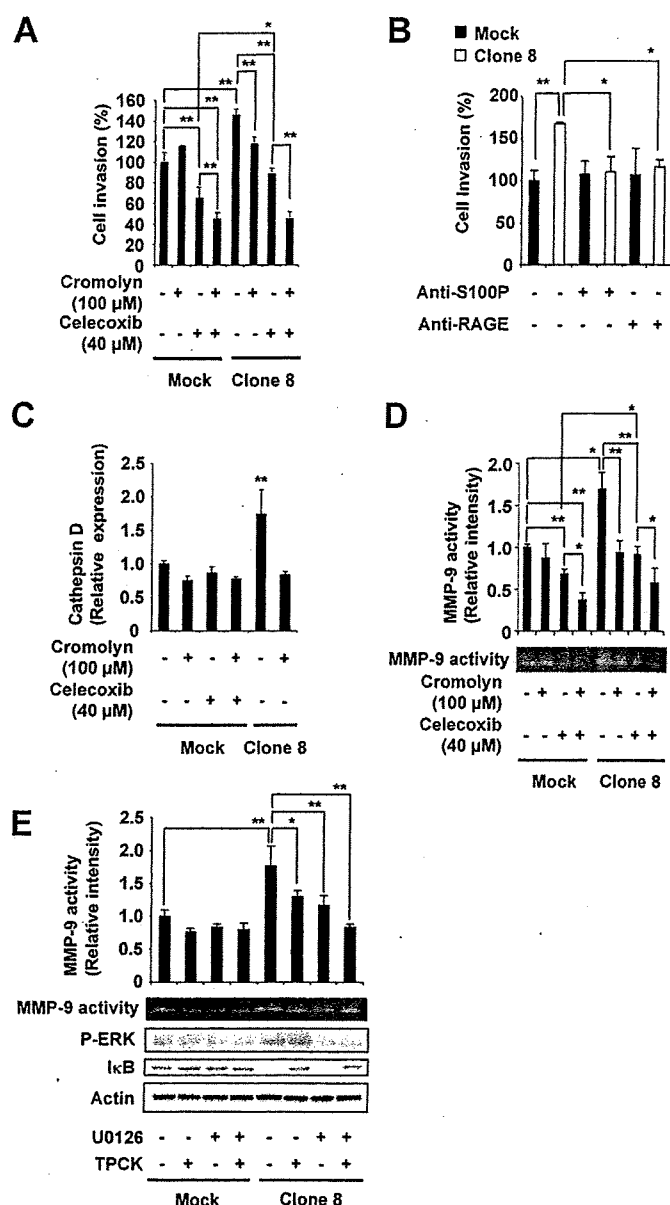 A
*
**
**
**
**
**
**
**
**
160
140
120
100
80
60
40
20
0
Cell invasion (%)
Cromolyn (100 µM) - + - + - + - +
Celecoxib (40 µM) - - + + - - + +
Mock Clone 8
B
Mock
Clone 8
*
** *
200
150
100
50
0
Cell Invasion (%)
Anti-S100P - - + + - -
Anti-RAGE - - - - + +
C
2.5
2.0
1.5
1.0
0.5
0
**
Cathepsin D
(Relative expression)
Cromolyn (100 µM) - + - + - +
Celecoxib (40 µM) - - + + - -
Mock Clone 8
D
*
* **
** **
** *
*
2.0
1.5
1.0
0.5
0.0
MMP-9 activity
(Relative intensity)
MMP-9 activity
Cromolyn (100 µM) - + - + - + - +
Celecoxib (40 µM) - - + + - - + +
Mock Clone 8
E
**
**
** *
2.5
2.0
1.5
1.0
0.5
0
MMP-9 activity
(Relative intensity)
MMP-9 activity
P-ERK
IκB
Actin
U0126 - - + + - - + +
TPCK - + - + - + - +
Mock Clone 8